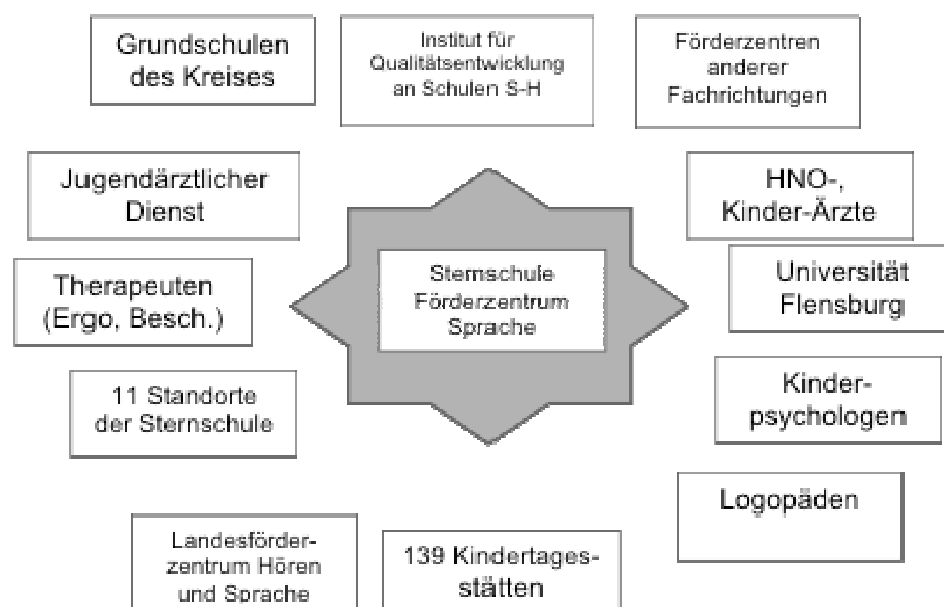 Grundschulen
des Kreises
Institut für
Qualitätsentwicklung
an Schulen S-H
Förderzentren
anderer
Fachrichtungen
Jugendärztlicher
Dienst
HNO-,
Kinder-Ärzte
Therapeuten
(Ergo, Besch.)
Sternschule
Förderzentrum
Sprache
Universität
Flensburg
11 Standorte
der Sternschule
Kinder-
psychologen
Logopäden
Landesförder-
zentrum Hören
und Sprache
139 Kindertages-
stätten